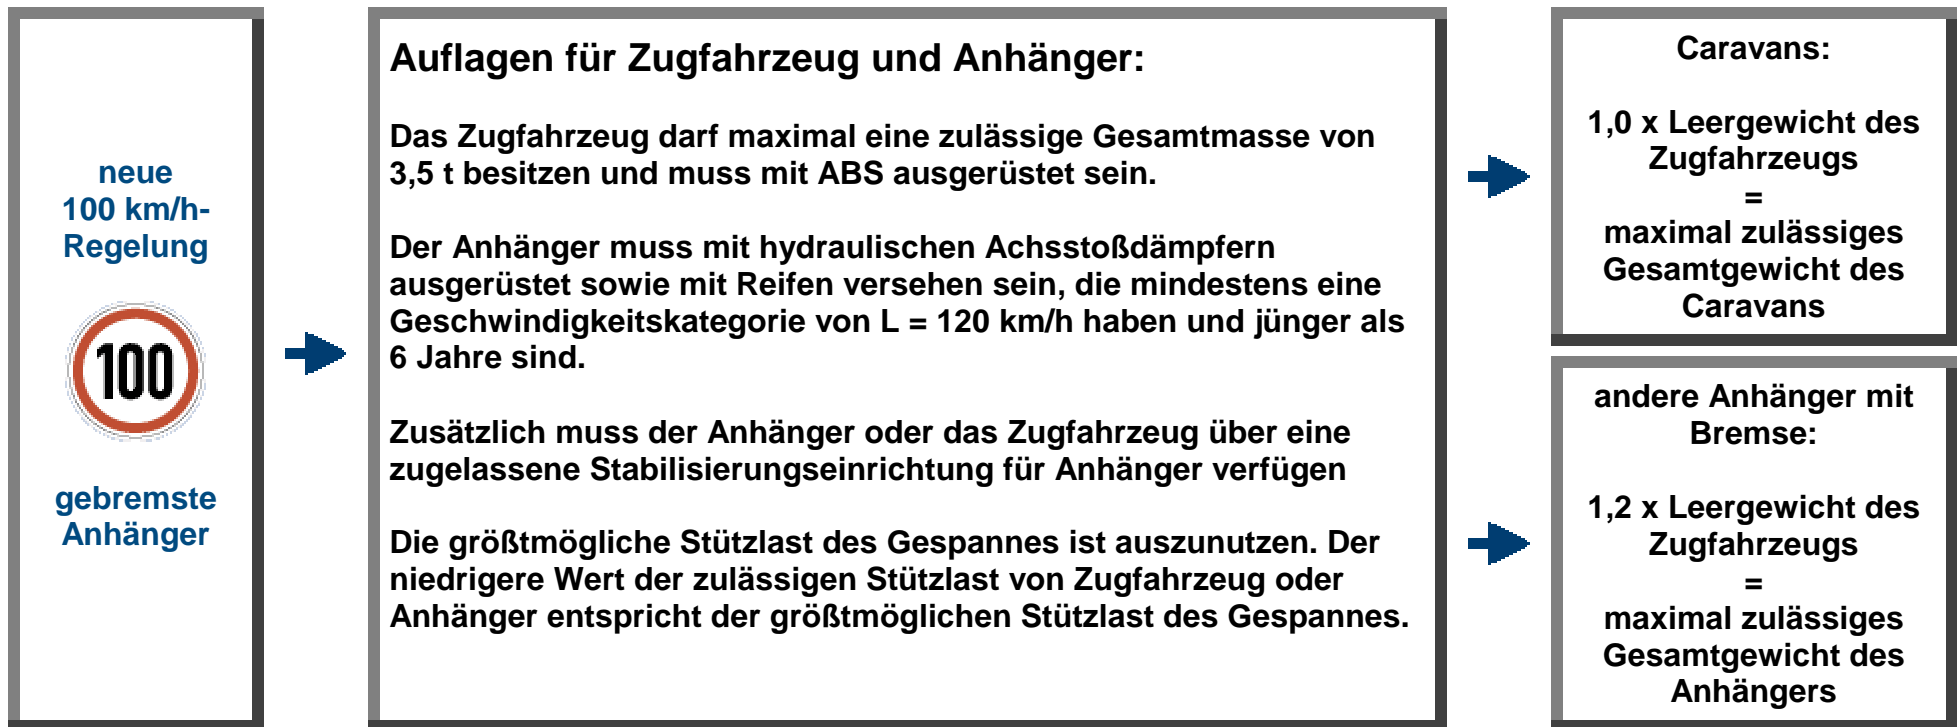 neue
100 km/h-
Regelung
100
gebremste
Anhänger
Auflagen für Zugfahrzeug und Anhänger:
Das Zugfahrzeug darf maximal eine zulässige Gesamtmasse von
3,5 t besitzen und muss mit ABS ausgerüstet sein.
Der Anhänger muss mit hydraulischen Achsstoßdämpfern
ausgerüstet sowie mit Reifen versehen sein, die mindestens eine
Geschwindigkeitskategorie von L = 120 km/h haben und jünger als
6 Jahre sind.
Zusätzlich muss der Anhänger oder das Zugfahrzeug über eine
zugelassene Stabilisierungseinrichtung für Anhänger verfügen
Die größtmögliche Stützlast des Gespannes ist auszunutzen. Der
niedrigere Wert der zulässigen Stützlast von Zugfahrzeug oder
Anhänger entspricht der größtmöglichen Stützlast des Gespannes.
Caravans:
1,0 x Leergewicht des
Zugfahrzeugs
=
maximal zulässiges
Gesamtgewicht des
Caravans
andere Anhänger mit
Bremse:
1,2 x Leergewicht des
Zugfahrzeugs
=
maximal zulässiges
Gesamtgewicht des
Anhängers